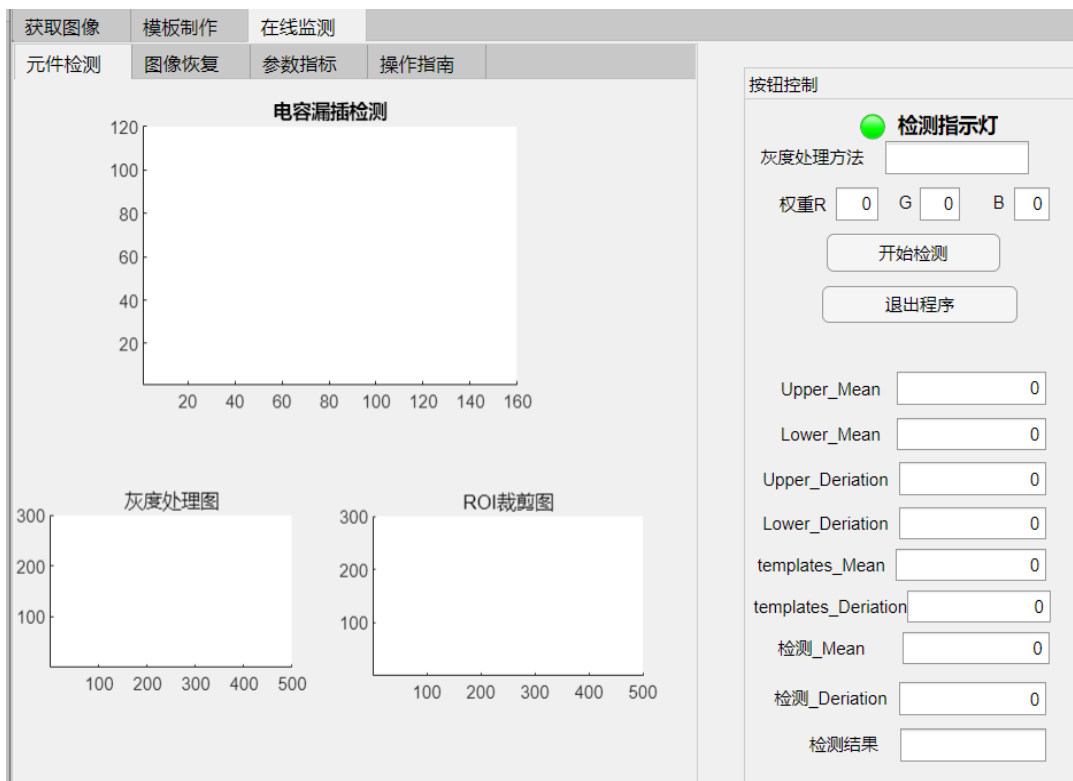 获取图像 模板制作 在线监测
元件检测 图像恢复 参数指标 操作指南
电容漏插检测
120
100
80
60
40
20
20 40 60 80 100 120 140 160
灰度处理图
300
200
100
100 200 300 400 500
ROI裁剪图
300
200
100
100 200 300 400 500
按钮控制
检测指示灯
灰度处理方法
权重R 0 G 0 B 0
开始检测
退出程序
Upper_Mean 0
Lower_Mean 0
Upper_Deriation 0
Lower_Deriation 0
templates_Mean 0
templates_Deriation 0
检测_Mean 0
检测_Deriation 0
检测结果